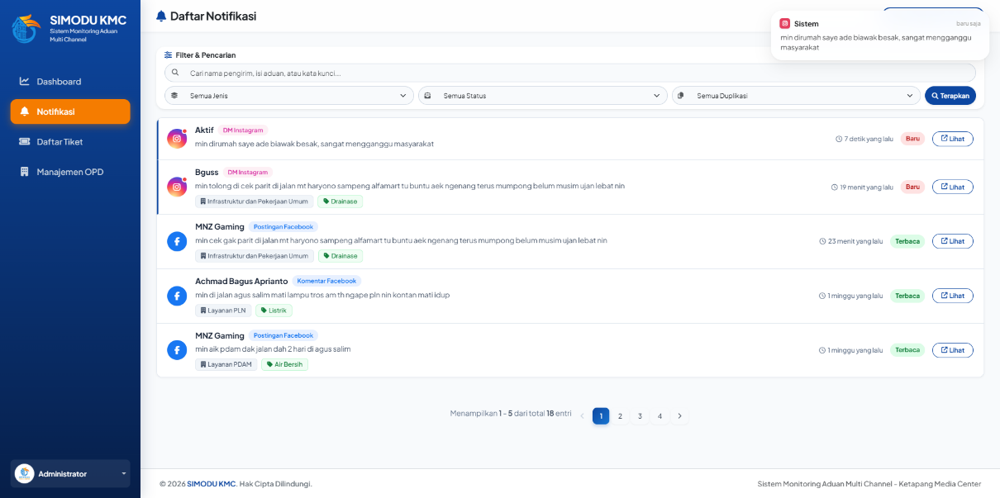 SIMODU KMC
Sistem Monitoring Aduan
Multi Channel
Dashboard
Notifikasi
Daftar Tiket
Manajemen OPD
Administrator
Daftar Notifikasi
Sistem
baru saja
min dirumah saye ade biawak besak, sangat mengganggu
masyarakat
Filter & Pencarian
Cari nama pengirim, isi aduan, atau kata kunci...
Semua Jenis
Semua Status
Semua Duplikasi
Terapkan
Aktif DM Instagram
min dirumah saye ade biawak besak, sangat mengganggu masyarakat
7 detik yang lalu Baru Lihat
Bguss DM Instagram
min tolong di cek parit di jalan mt haryono sampeng alfamart tu buntu aek ngenang terus mumpong belum musim ujan lebat nin
Infrastruktur dan Pekerjaan Umum Drainase
19 menit yang lalu Baru Lihat
MNZ Gaming Postingan Facebook
min cek gak parit di jalan mt haryono sampeng alfamart tu buntu aek ngenang terus mumpong belum musim ujan lebat nin
Infrastruktur dan Pekerjaan Umum Drainase
23 menit yang lalu Terbaca Lihat
Achmad Bagus Aprianto Komentar Facebook
min di jalan agus salim mati lampu tros am th ngape pln nin kontan mati idup
Layanan PLN Listrik
1 minggu yang lalu Terbaca Lihat
MNZ Gaming Postingan Facebook
min aik pdam dak jalan dah 2 hari di agus salim
Layanan PDAM Air Bersih
1 minggu yang lalu Terbaca Lihat
Menampilkan 1 - 5 dari total 18 entri
1 2 3 4
© 2026 SIMODU KMC. Hak Cipta Dilindungi.
Sistem Monitoring Aduan Multi Channel - Ketapang Media Center